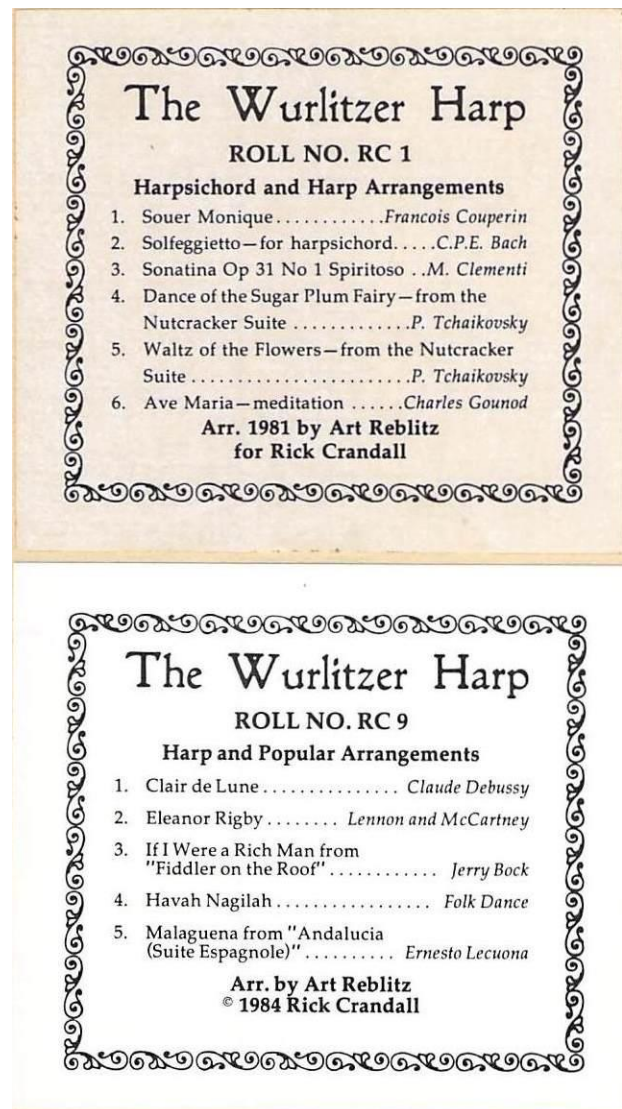 The Wurlitzer Harp
ROLL NO. RC 1
Harpsichord and Harp Arrangements
1. Souer Monique............Francois Couperin
2. Solfeggietto—for harpsichord.....C.P.E. Bach
3. Sonatina Op 31 No 1 Spiritoso ..M. Clementi
4. Dance of the Sugar Plum Fairy—from the
Nutcracker Suite .............P. Tchaikovsky
5. Waltz of the Flowers—from the Nutcracker
Suite ........................P. Tchaikovsky
6. Ave Maria—meditation ......Charles Gounod
Arr. 1981 by Art Reblitz
for Rick Crandall
The Wurlitzer Harp
ROLL NO. RC 9
Harp and Popular Arrangements
1. Clair de Lune ............... Claude Debussy
2. Eleanor Rigby ........ Lennon and McCartney
3. If I Were a Rich Man from
"Fiddler on the Roof" ............ Jerry Bock
4. Havah Nagilah ................. Folk Dance
5. Malaguena from "Andalucia
(Suite Espagnole)" .......... Ernesto Lecuona
Arr. by Art Reblitz
© 1984 Rick Crandall